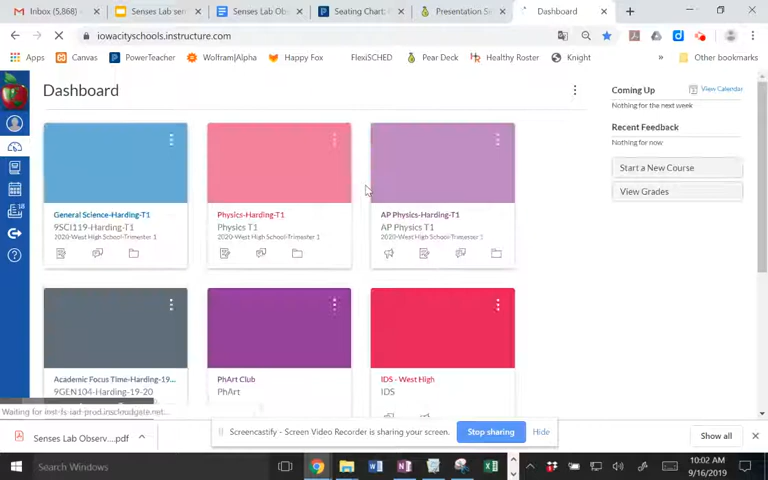 Inbox (5,868)
Senses Lab sem
Senses Lab Obs
Seating Chart:
Presentation S
Dashboard
iowacityschools.instructure.com
Apps
Canvas
PowerTeacher
Wolfram|Alpha
Happy Fox
FlexiSCHED
Pear Deck
Healthy Roster
Knight
Other bookmarks
Dashboard
Coming Up
View Calendar
Nothing for the next week
Recent Feedback
Nothing for now
Start a New Course
View Grades
18
General Science-Harding-T1
9SCI119-Harding-T1
2020-West High School-Trimester 1
Physics-Harding-T1
Physics T1
2020-West High School-Trimester 1
AP Physics-Harding-T1
AP Physics T1
2020-West High School-Trimester 1
Academic Focus Time-Harding-19...
9GEN104-Harding-19-20
PhArt Club
PhArt
IDS - West High
IDS
Senses Lab Observ....pdf
Screencastify - Screen Video Recorder is sharing your screen.
Stop sharing
Hide
Show all
Search Windows
10:02 AM
9/16/2019